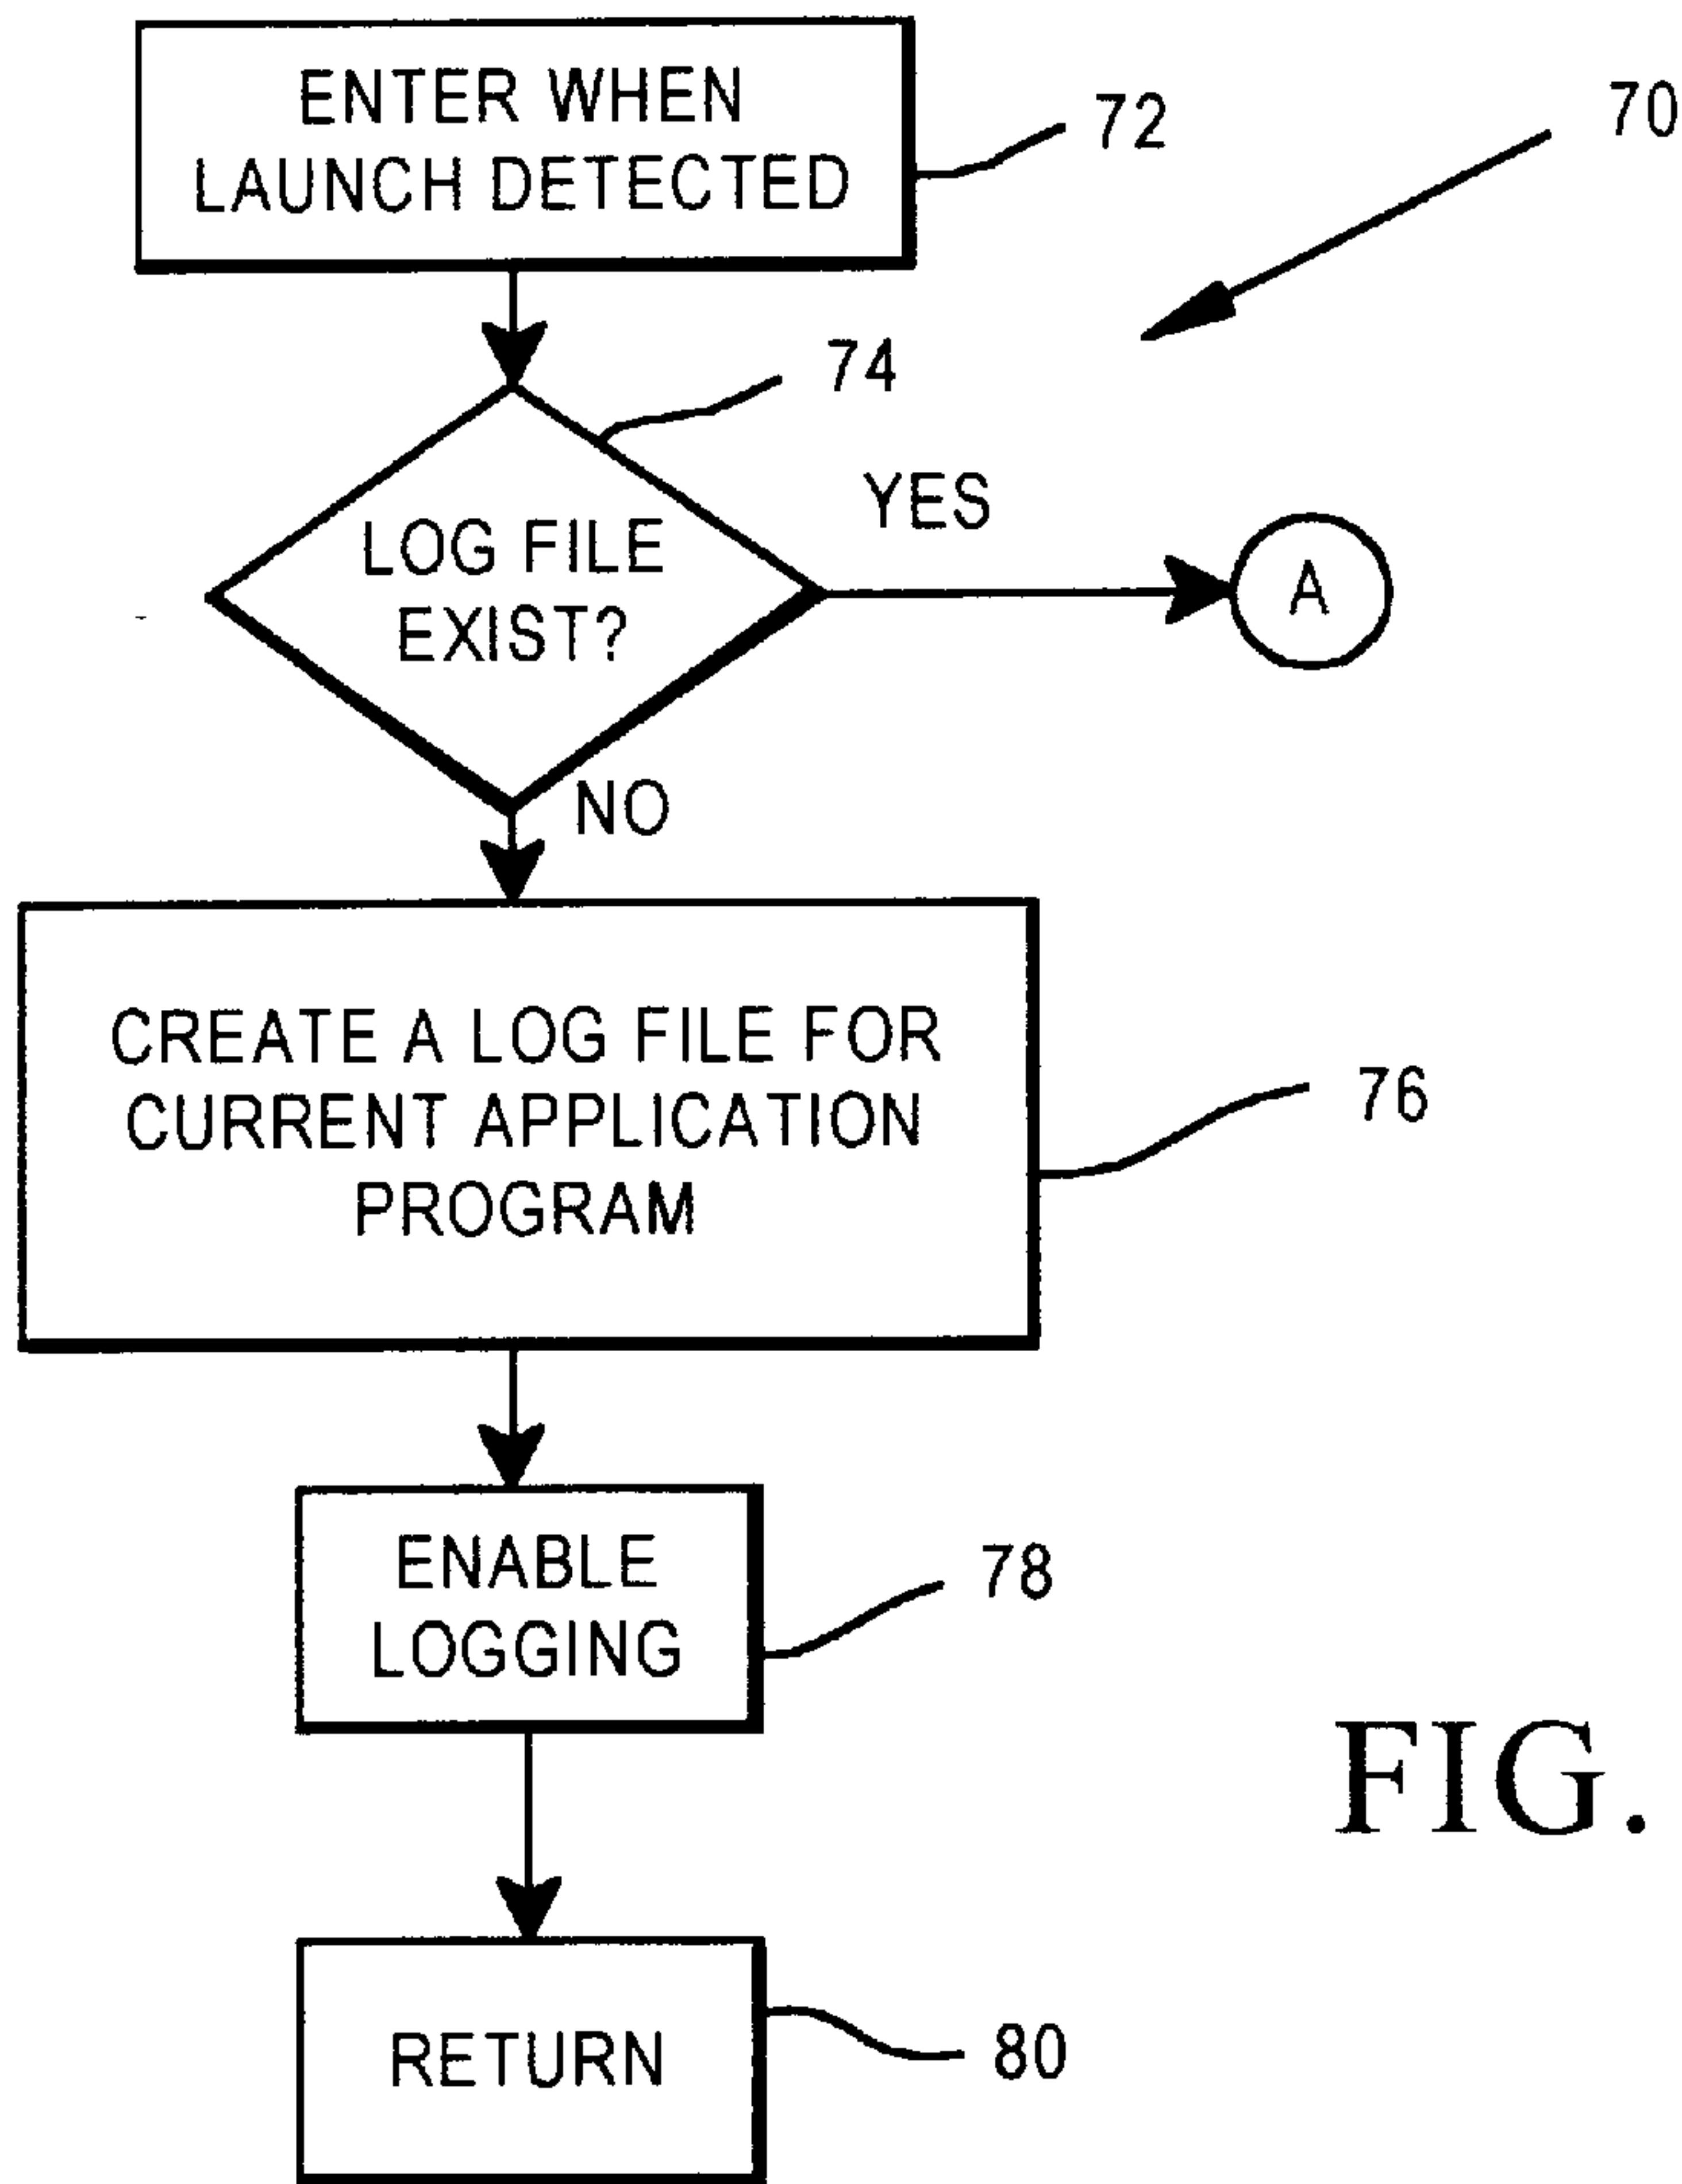 ENTER WHEN
LAUNCH DETECTED
72
70
74
LOG FILE
EXIST?
YES
A
NO
CREATE A LOG FILE FOR
CURRENT APPLICATION
PROGRAM
76
ENABLE
LOGGING
78
FIG.
RETURN
80